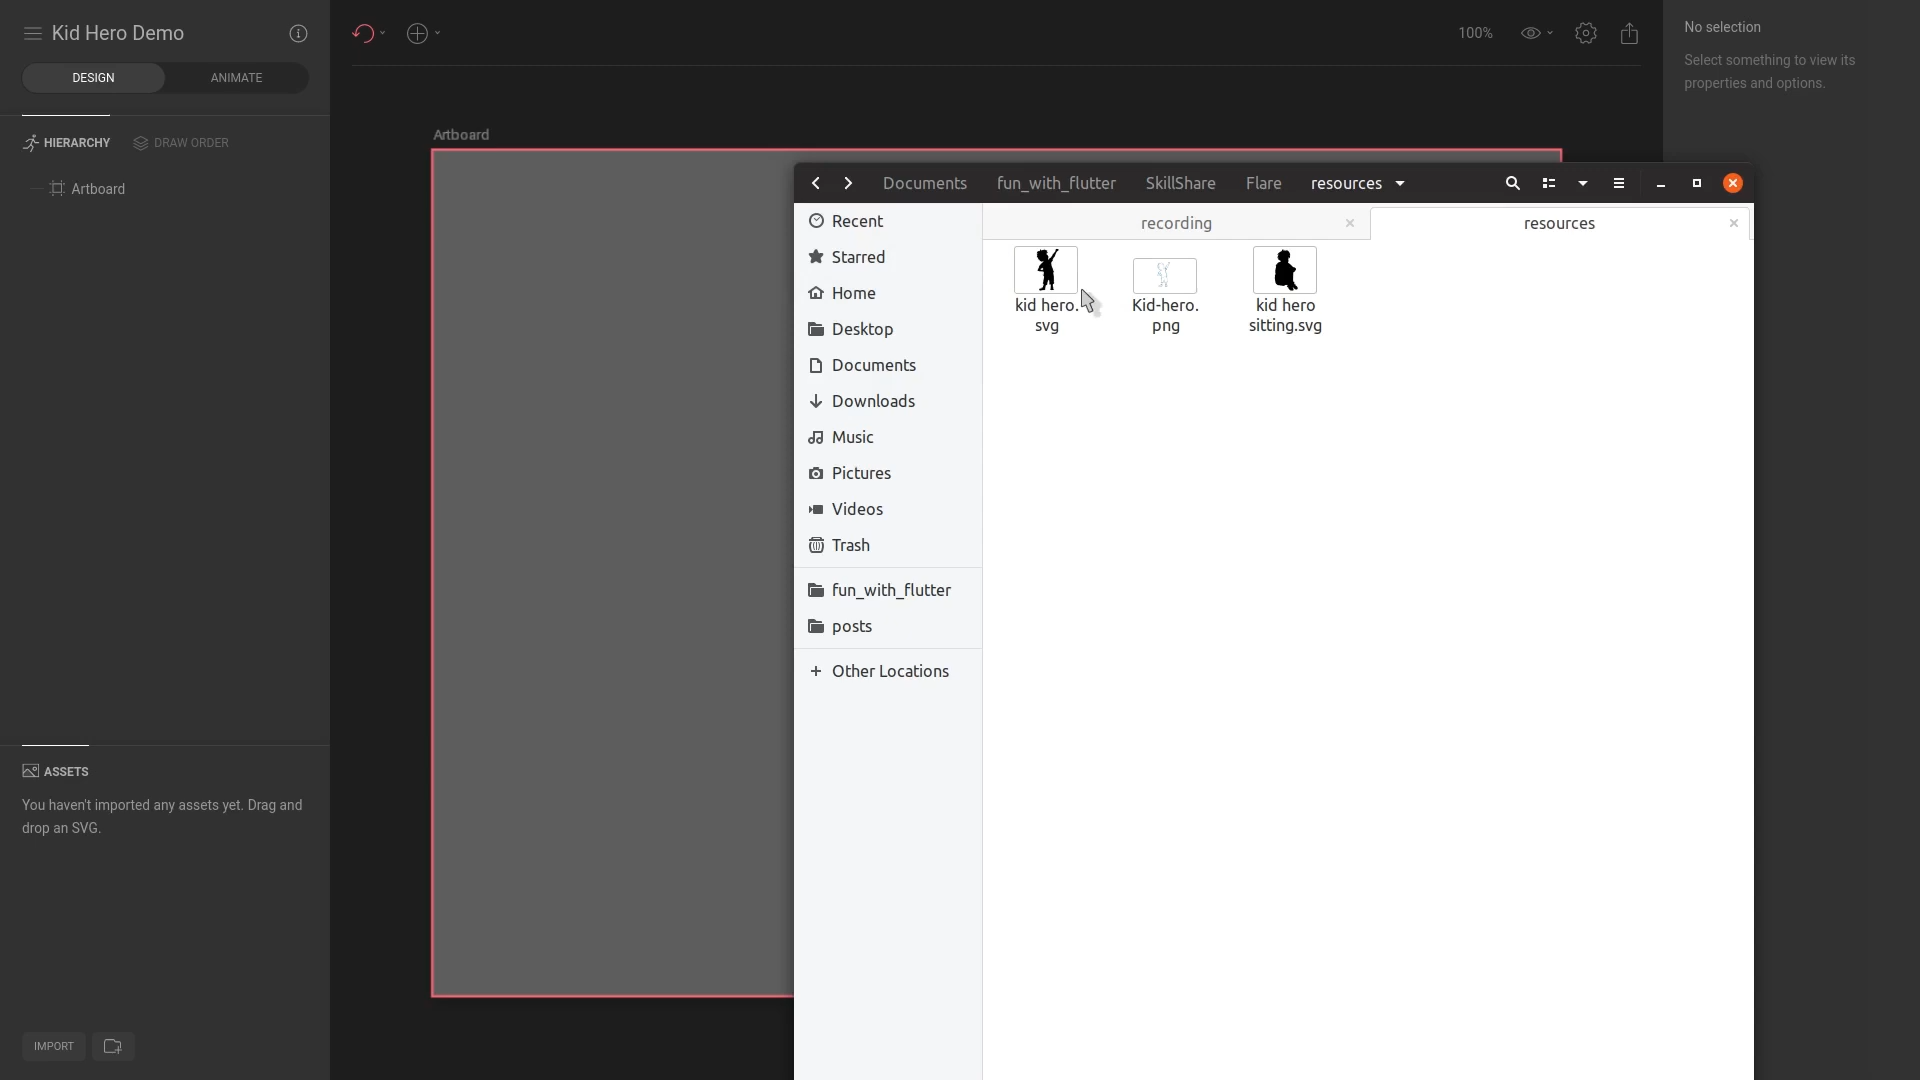 Kid Hero Demo
DESIGN
ANIMATE
HIERARCHY
DRAW ORDER
Artboard
ASSETS
You haven't imported any assets yet. Drag and
drop an SVG.
IMPORT
100%
Artboard
No selection
Select something to view its
properties and options.
Documents
fun_with_flutter
SkillShare
Flare
resources
Recent
Starred
Home
Desktop
Documents
Downloads
Music
Pictures
Videos
Trash
fun_with_flutter
posts
Other Locations
recording
resources
kid hero.
svg
Kid-hero.
png
kid hero
sitting.svg